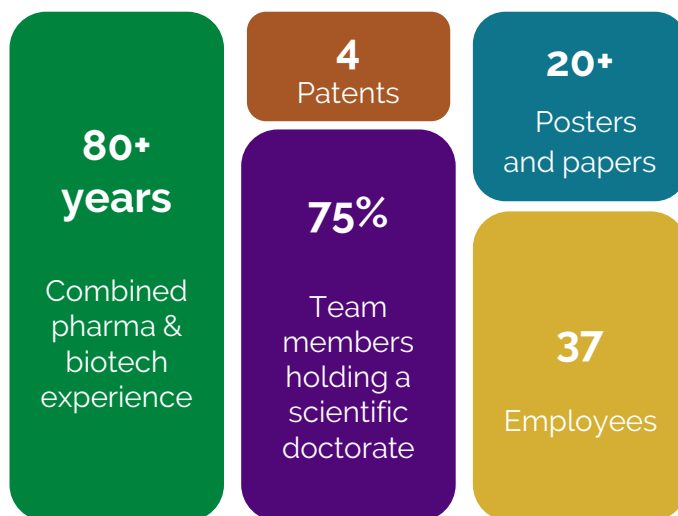 80+
years
Combined
pharma &
biotech
experience
4
Patents
75%
Team
members
holding a
scientific
doctorate
20+
Posters
and papers
37
Employees